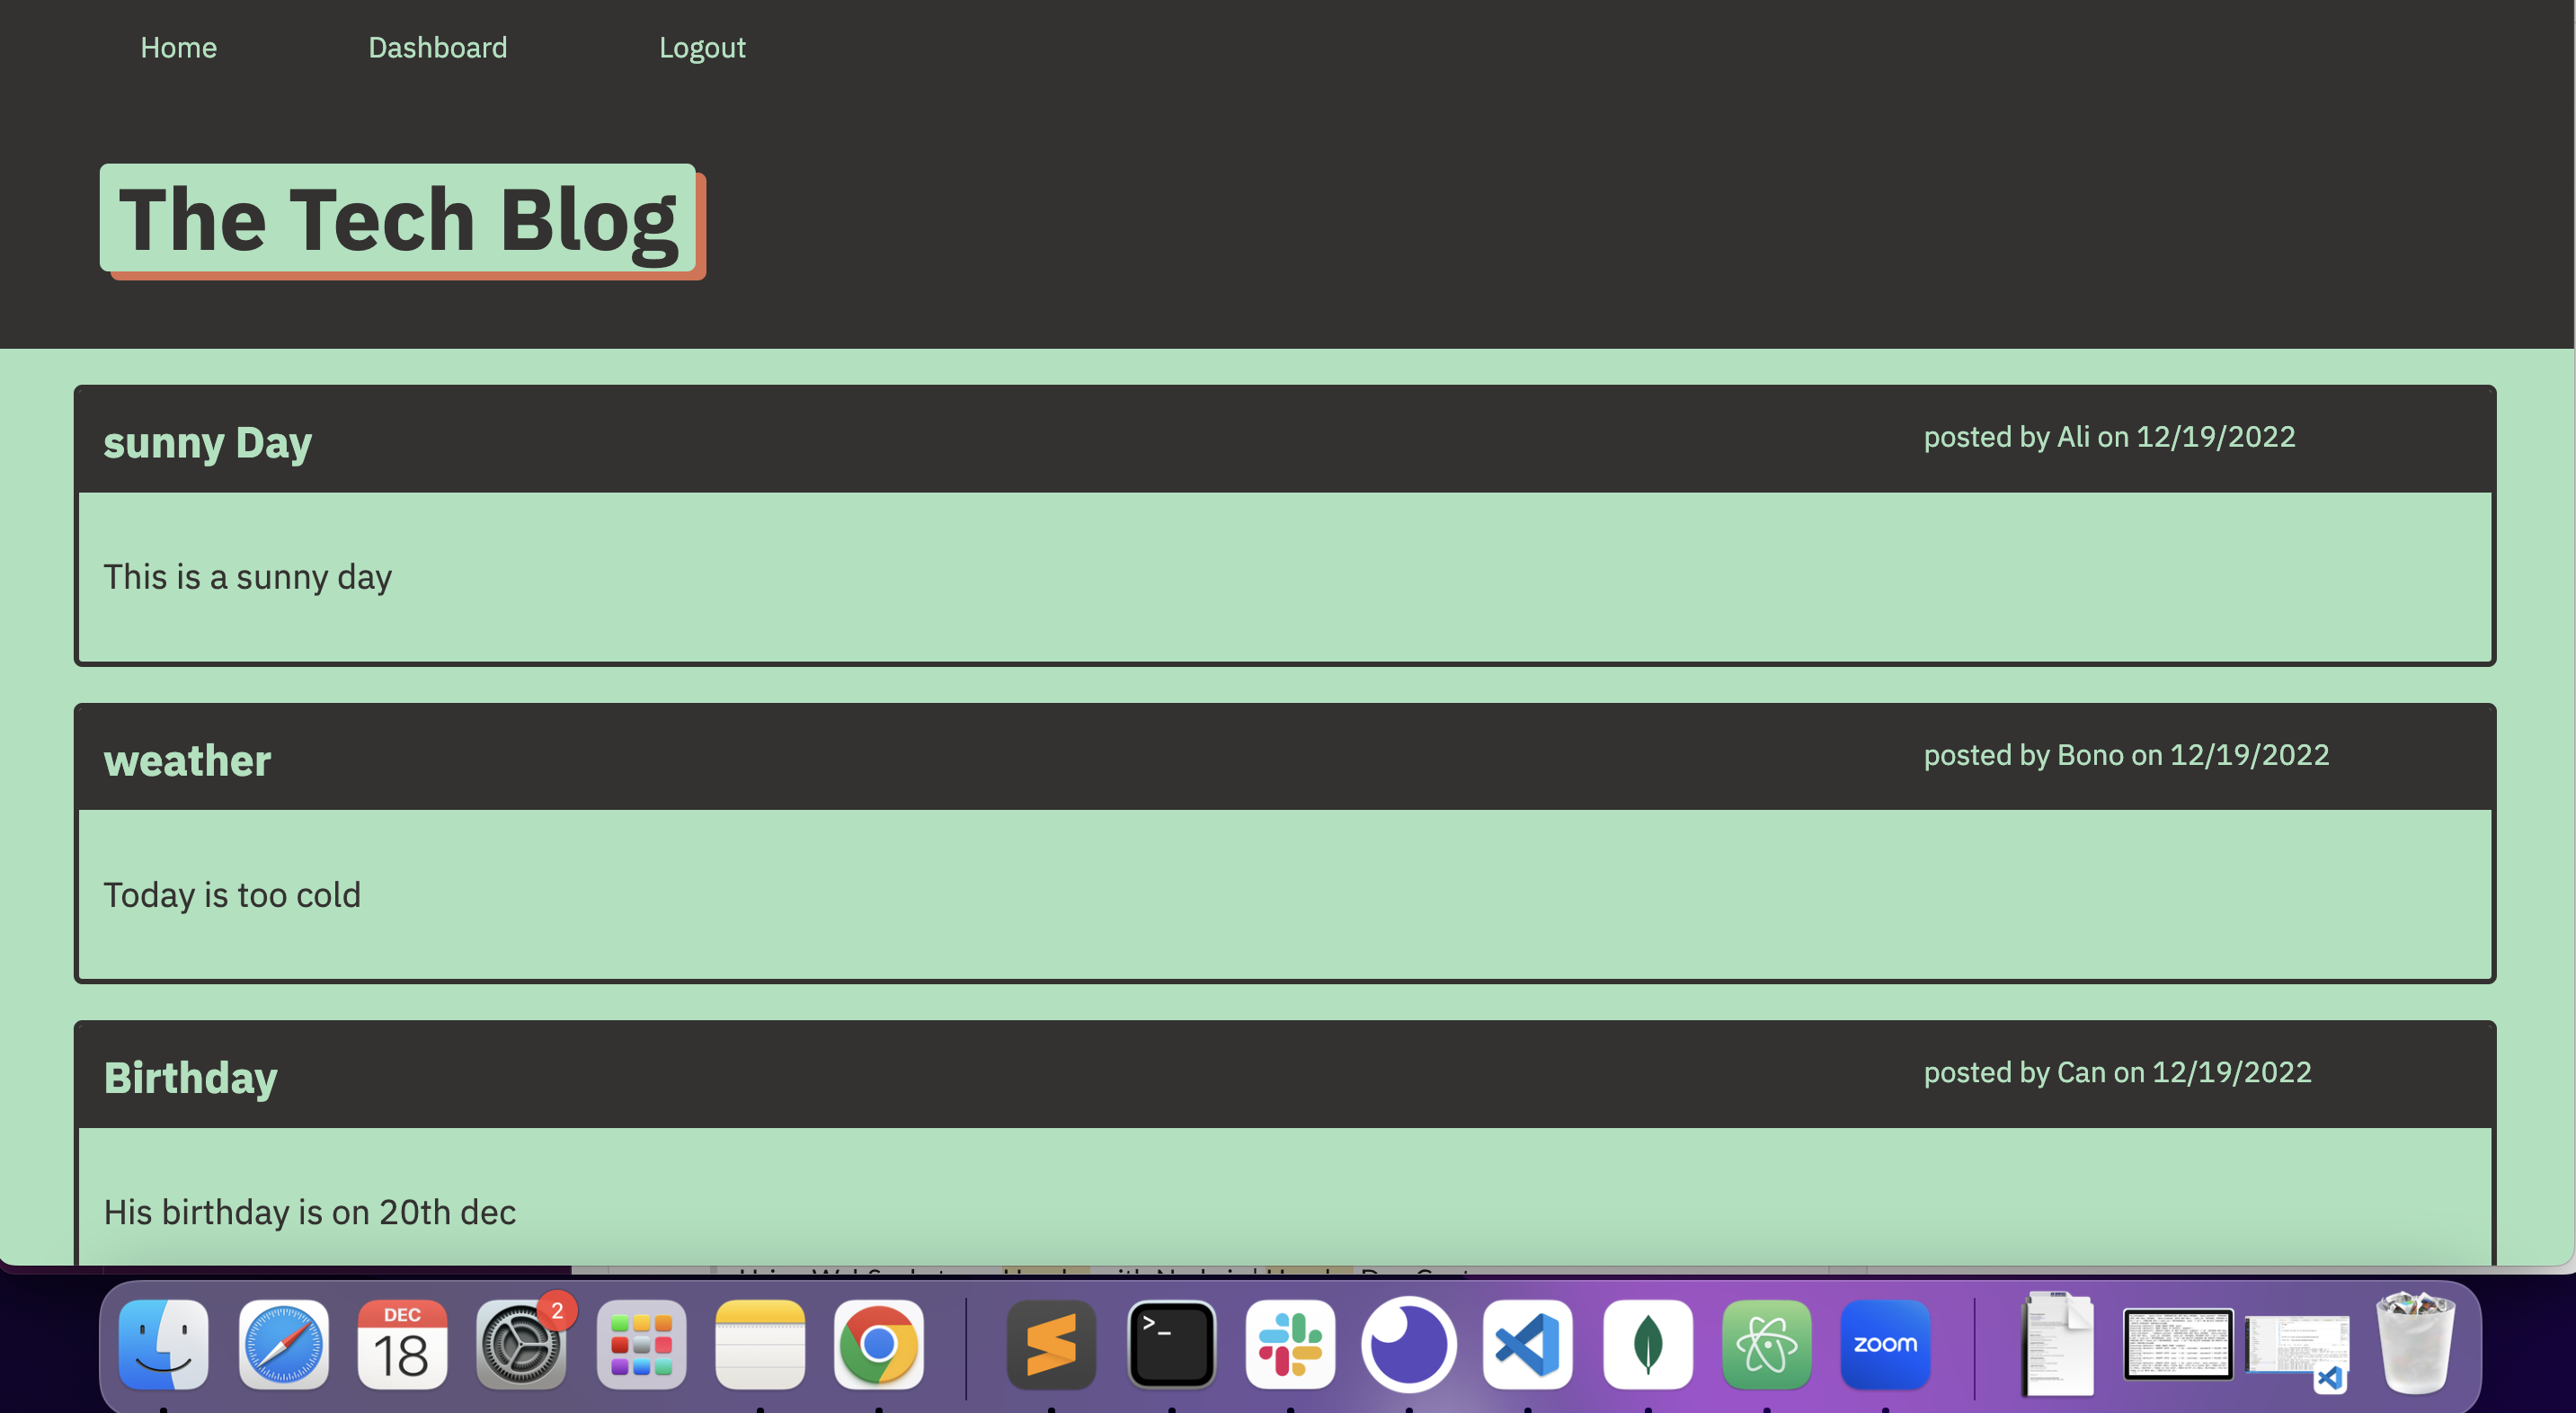 Home Dashboard Logout
The Tech Blog
sunny Day posted by Ali on 12/19/2022
This is a sunny day
weather posted by Bono on 12/19/2022
Today is too cold
Birthday posted by Can on 12/19/2022
His birthday is on 20th dec
DEC
18
2
>_
zoom